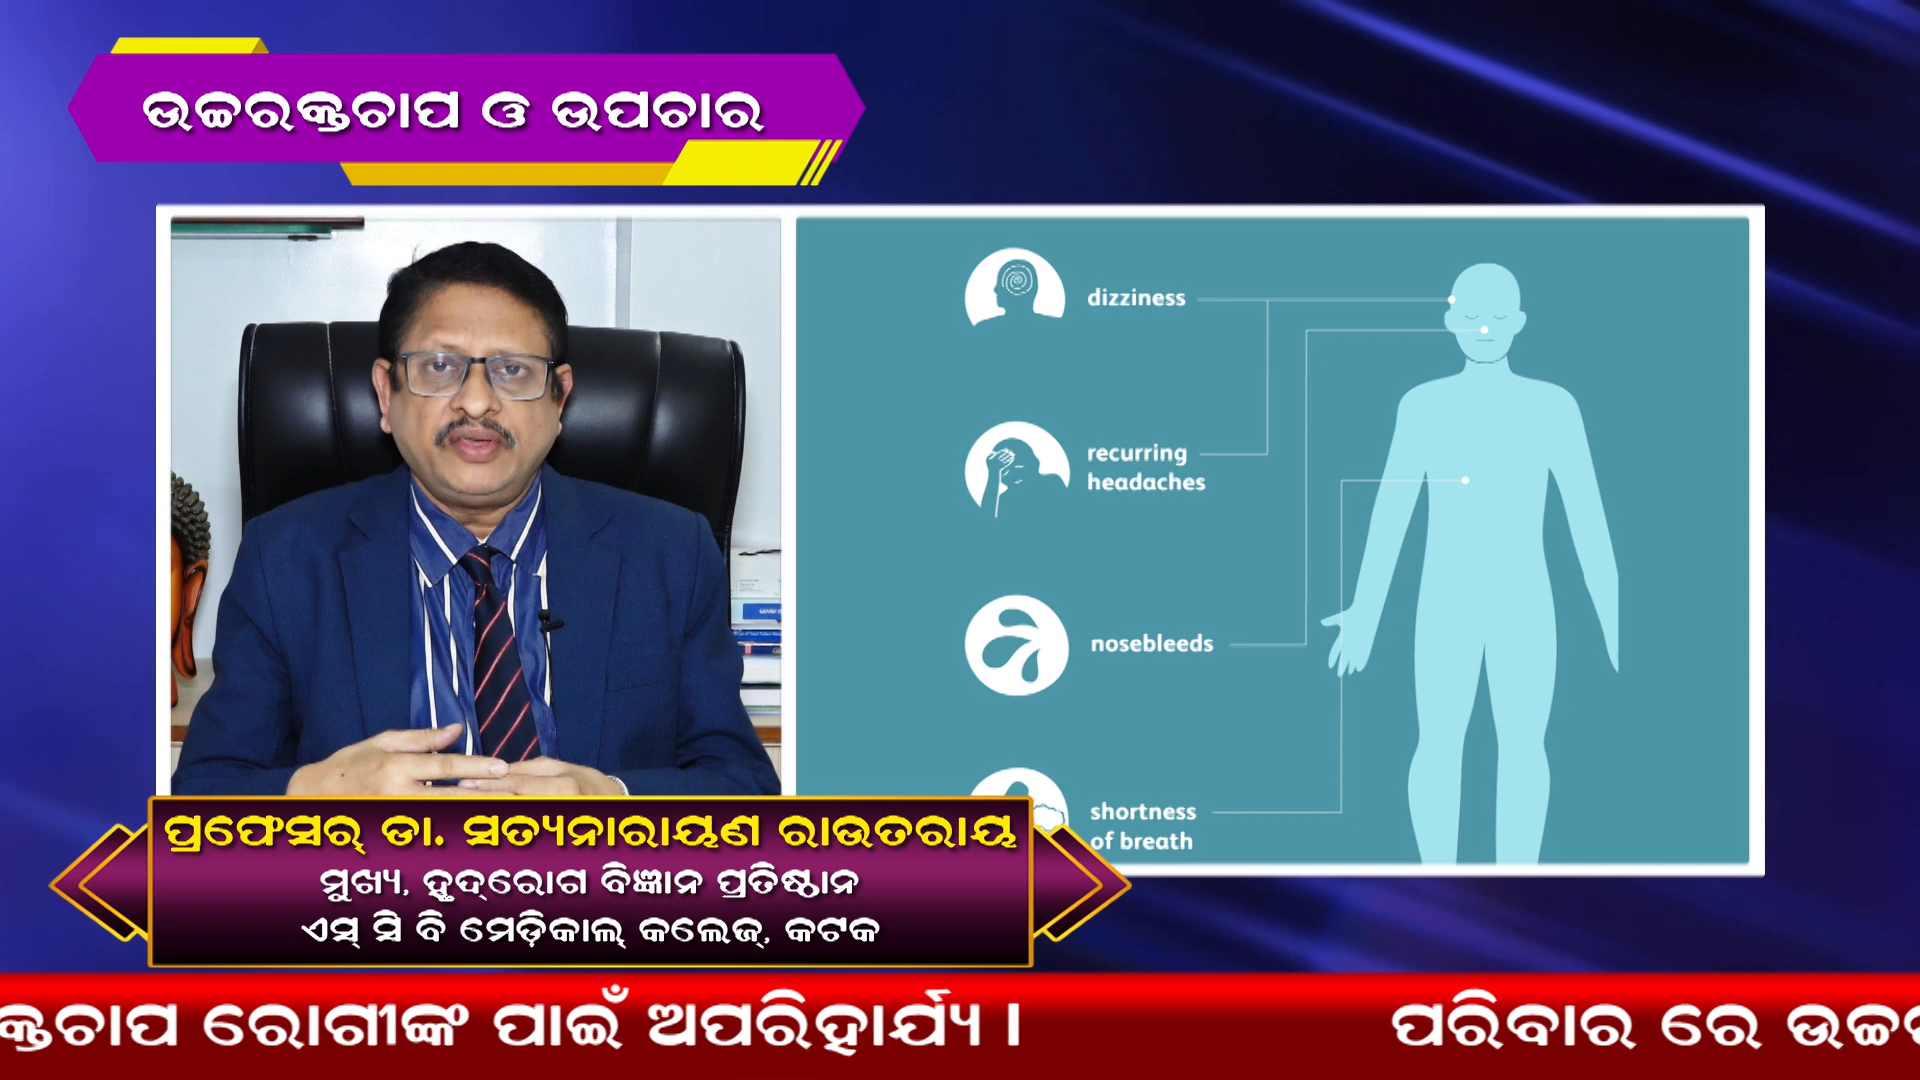 ଉଚ୍ଚରକ୍ତଚାପ ଓ ଉପଚାର
dizziness
recurring
headaches
nosebleeds
shortness
of breath
ପ୍ରଫେସର୍ ଡା. ସତ୍ୟନାରାୟଣ ରାଉତରାୟ
ମୁଖ୍ୟ, ହୃଦ୍‌ରୋଗ ବିଜ୍ଞାନ ପ୍ରତିଷ୍ଠାନ
ଏସ୍ ସି ବି ମେଡ଼ିକାଲ୍ କଲେଜ୍, କଟକ
କ୍ତଚାପ ରୋଗୀଙ୍କ ପାଇଁ ଅପରିହାର୍ଯ୍ୟ । ପରିବାର ରେ ଉଚ୍ଚ